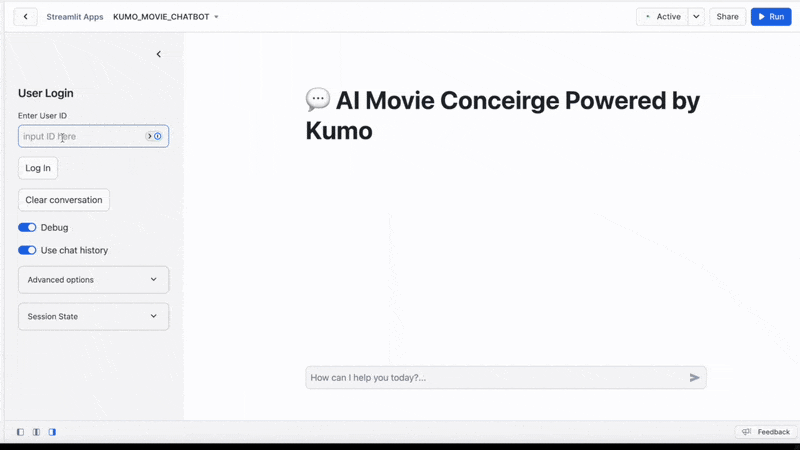 Streamlit Apps KUMO_MOVIE_CHATBOT Active Share Run
User Login
Enter User ID
input ID here
Log In
Clear conversation
Debug
Use chat history
Advanced options
Session State
💬 AI Movie Conceirge Powered by
Kumo
How can I help you today?...
Feedback